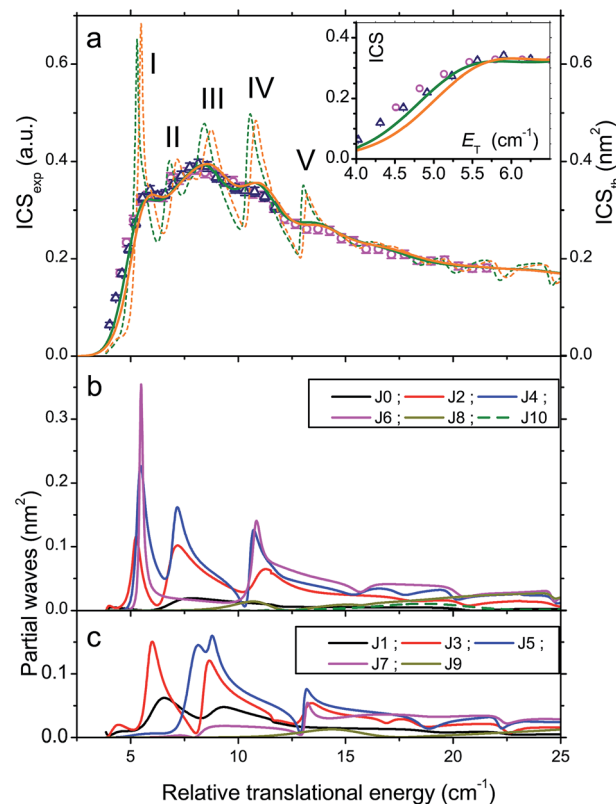 a
I
II
III
IV
V
0.6
0.4
0.2
0.0
ICS_exp (a.u.)
0.6
0.4
0.2
0.0
ICS_th (nm²)
ICS
0.4
0.3
0.2
0.1
0.0
4.0 4.5 5.0 5.5 6.0
E_T (cm⁻¹)
b
J0 ; J2 ; J4 ;
J6 ; J8 ; J10
0.3
0.2
0.1
0.0
Partial waves (nm²)
c
J1 ; J3 ; J5 ;
J7 ; J9
0.1
0.0
5 10 15 20 25
Relative translational energy (cm⁻¹)